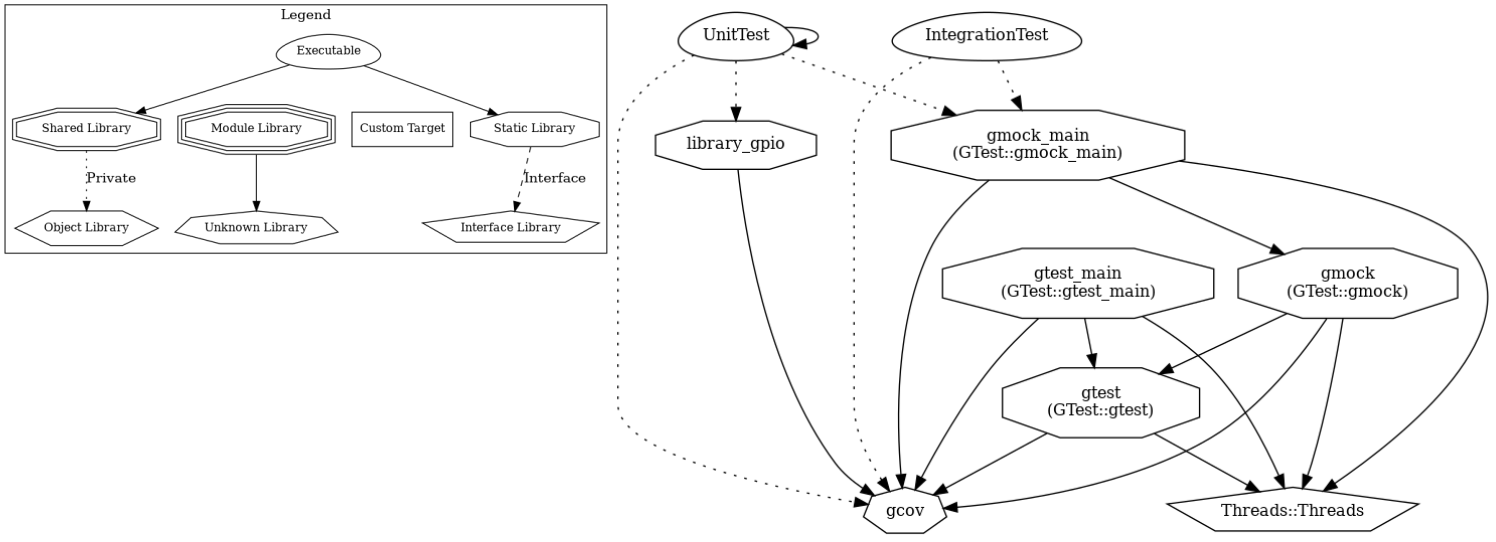 Legend
Executable
Shared Library
Module Library
Custom Target
Static Library
Private
Interface
Object Library
Unknown Library
Interface Library
UnitTest
IntegrationTest
library_gpio
gmock_main
(GTest::gmock_main)
gtest_main
(GTest::gtest_main)
gmock
(GTest::gmock)
gtest
(GTest::gtest)
gcov
Threads::Threads